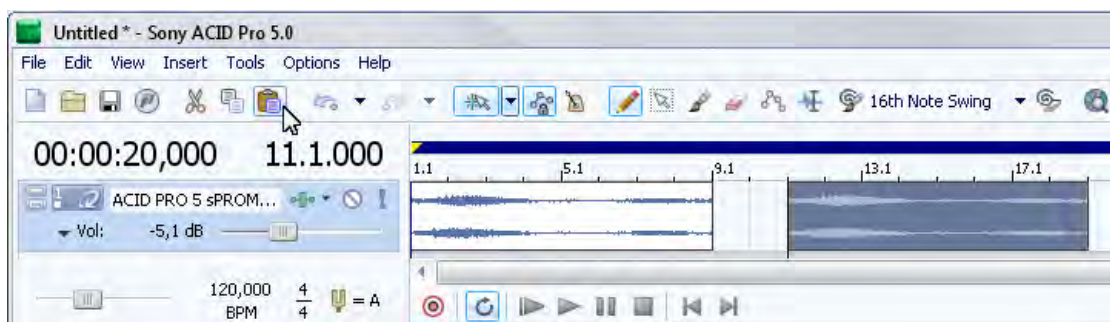 Untitled * - Sony ACID Pro 5.0
File Edit View Insert Tools Options Help
16th Note Swing
00:00:20,000 11.1.000
1.1 5.1 9.1 13.1 17.1
1 ACID PRO 5 sPROM...
Vol: -5,1 dB
120,000 4 = A
BPM 4